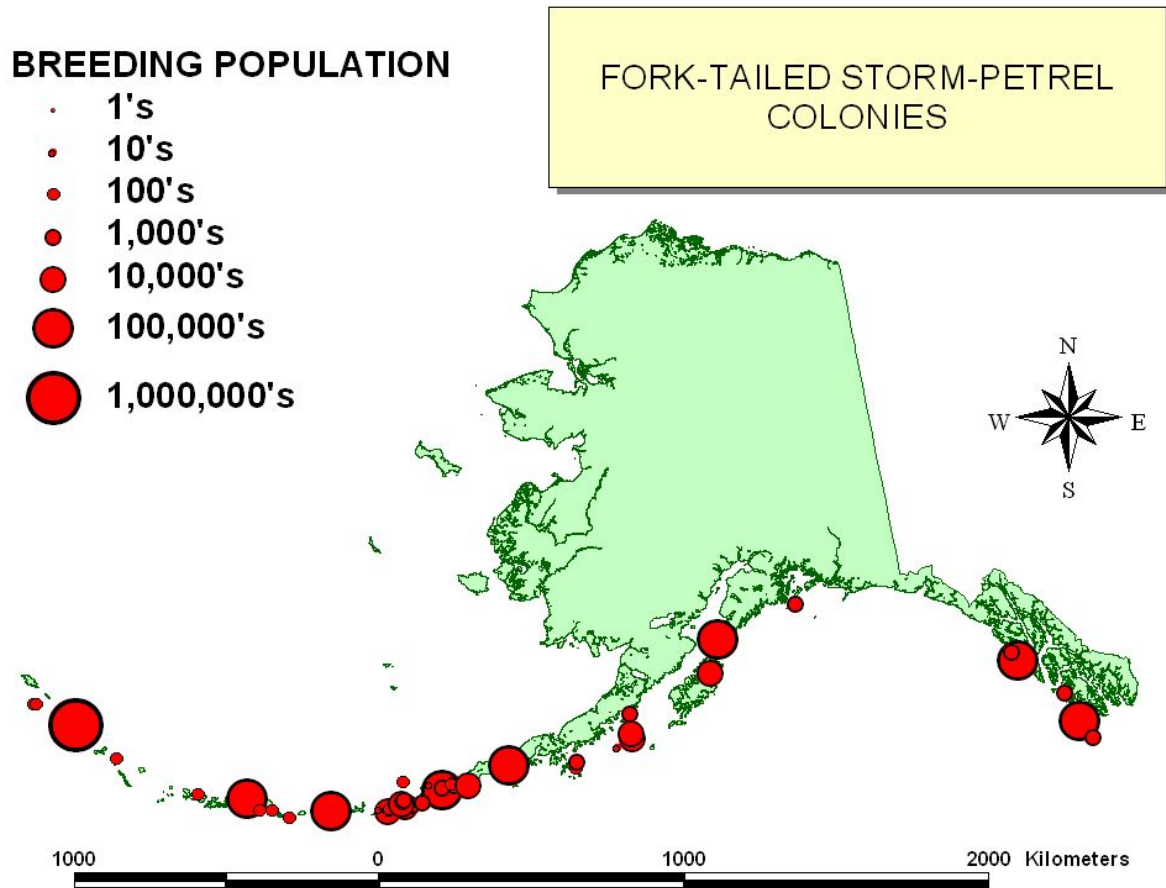 BREEDING POPULATION
1's
10's
100's
1,000's
10,000's
100,000's
1,000,000's
FORK-TAILED STORM-PETREL
COLONIES
N
W E
S
1000 0 1000 2000 Kilometers